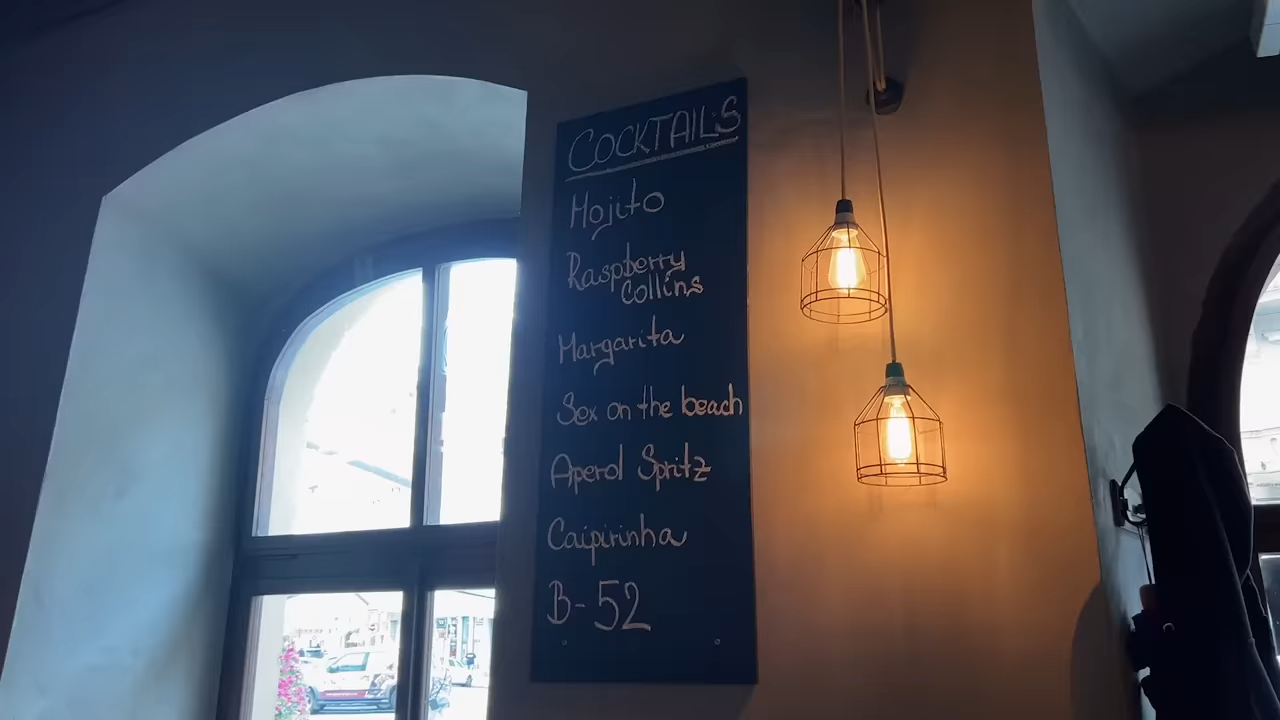 COCKTAILS
Mojito
Raspberry
Collins
Margarita
Sex on the beach
Aperol Spritz
Caipirinha
B-52